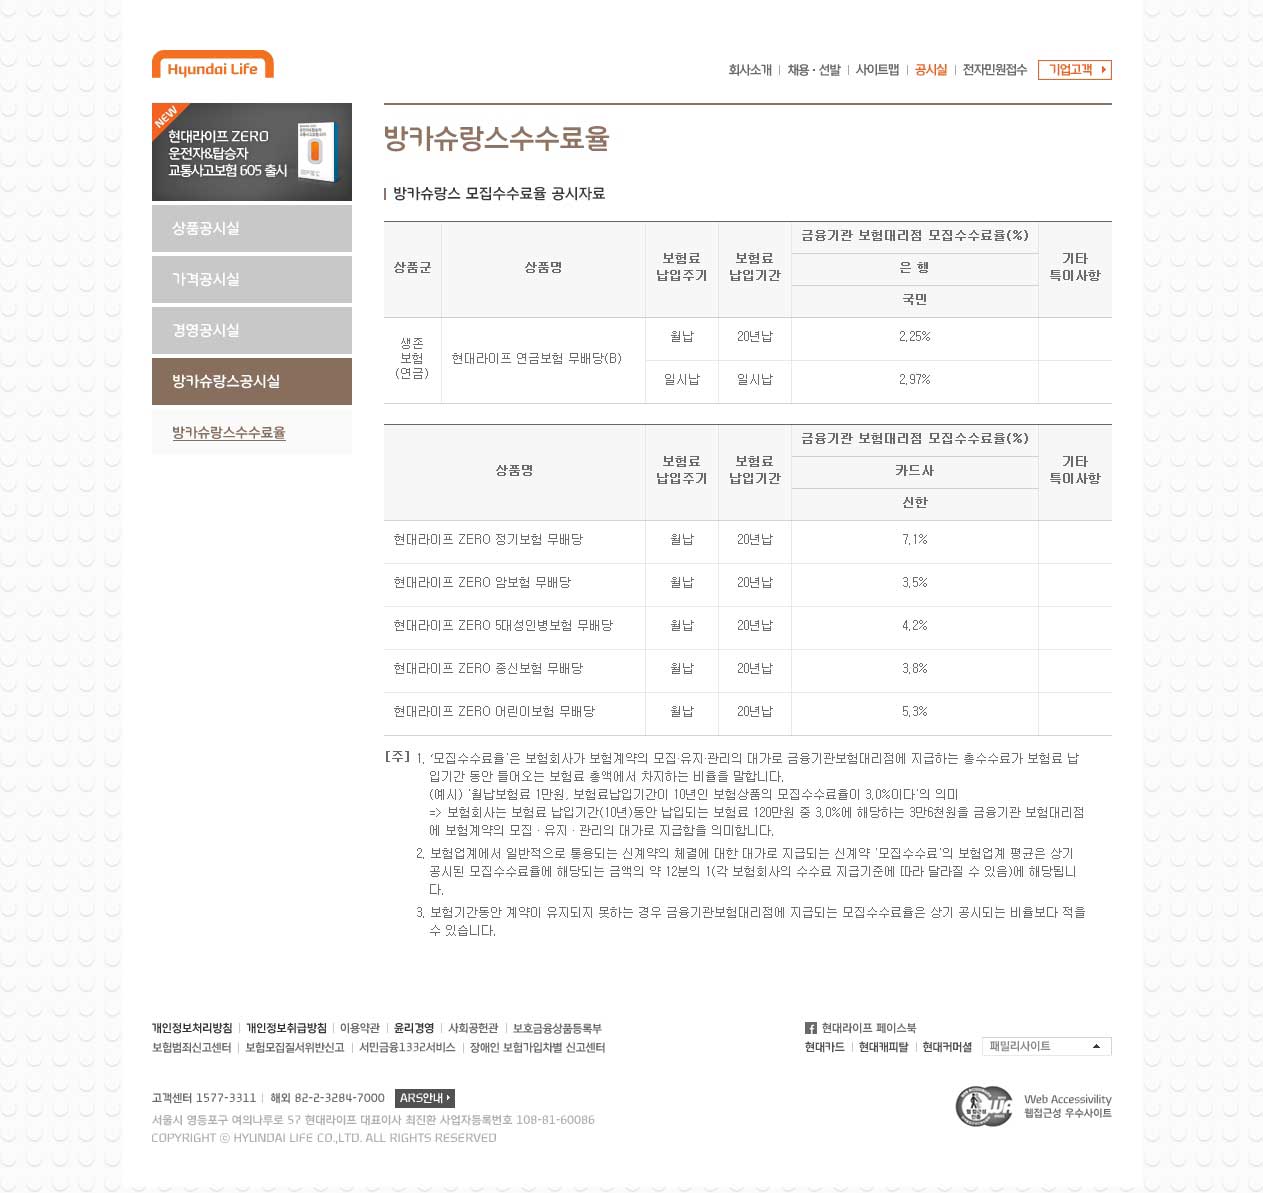 Hyundai Life
회사소개 채용·선발 사이트맵 공시실 전자민원접수 기업고객
NEW
현대라이프 ZERO
운전자&탑승자
교통사고보험 605 출시
상품공시실
가격공시실
경영공시실
방카슈랑스공시실
방카슈랑스수수료율
방카슈랑스수수료율
방카슈랑스 모집수수료율 공시자료
상품군 상품명 보험료 납입주기 보험료 납입기간 금융기관 보험대리점 모집수수료율(%) 기타 특이사항
은 행
국민
생존 보험 (연금) 현대라이프 연금보험 무배당(B) 월납 20년납 2.25%
일시납 일시납 2.97%
상품명 보험료 납입주기 보험료 납입기간 금융기관 보험대리점 모집수수료율(%) 기타 특이사항
카드사
신한
현대라이프 ZERO 정기보험 무배당 월납 20년납 7.1%
현대라이프 ZERO 암보험 무배당 월납 20년납 3.5%
현대라이프 ZERO 5대성인병보험 무배당 월납 20년납 4.2%
현대라이프 ZERO 종신보험 무배당 월납 20년납 3.8%
현대라이프 ZERO 어린이보험 무배당 월납 20년납 5.3%
[주] 1. ‘모집수수료율’은 보험회사가 보험계약의 모집·유지·관리의 대가로 금융기관보험대리점에 지급하는 총수수료가 보험료 납
입기간 동안 들어오는 보험료 총액에서 차지하는 비율을 말합니다.
(예시) ‘월납보험료 1만원, 보험료납입기간이 10년인 보험상품의 모집수수료율이 3.0%이다’의 의미
=> 보험회사는 보험료 납입기간(10년)동안 납입되는 보험료 120만원 중 3.0%에 해당하는 3만6천원을 금융기관 보험대리점
에 보험계약의 모집 · 유지 · 관리의 대가로 지급함을 의미합니다.
2. 보험업계에서 일반적으로 통용되는 신계약의 체결에 대한 대가로 지급되는 신계약 ‘모집수수료’의 보험업계 평균은 상기
공시된 모집수수료율에 해당되는 금액의 약 12분의 1(각 보험회사의 수수료 지급기준에 따라 달라질 수 있음)에 해당됩니
다.
3. 보험기간동안 계약이 유지되지 못하는 경우 금융기관보험대리점에 지급되는 모집수수료율은 상기 공시되는 비율보다 적을
수 있습니다.
개인정보처리방침 개인정보취급방침 이용약관 윤리경영 사회공헌관 보호금융상품등록부
현대라이프 페이스북
보험범죄신고센터 보험모집질서위반신고 서민금융1332서비스 장애인 보험가입차별 신고센터
현대카드 현대캐피탈 현대커머셜 패밀리사이트
고객센터 1577-3311 해외 82-2-3284-7000 ARS안내
서울시 영등포구 여의나루로 57 현대라이프 대표이사 최진환 사업자등록번호 108-81-60086
COPYRIGHT ⓒ HYUNDAI LIFE CO.,LTD. ALL RIGHTS RESERVED
Web Accessivility
웹접근성 우수사이트